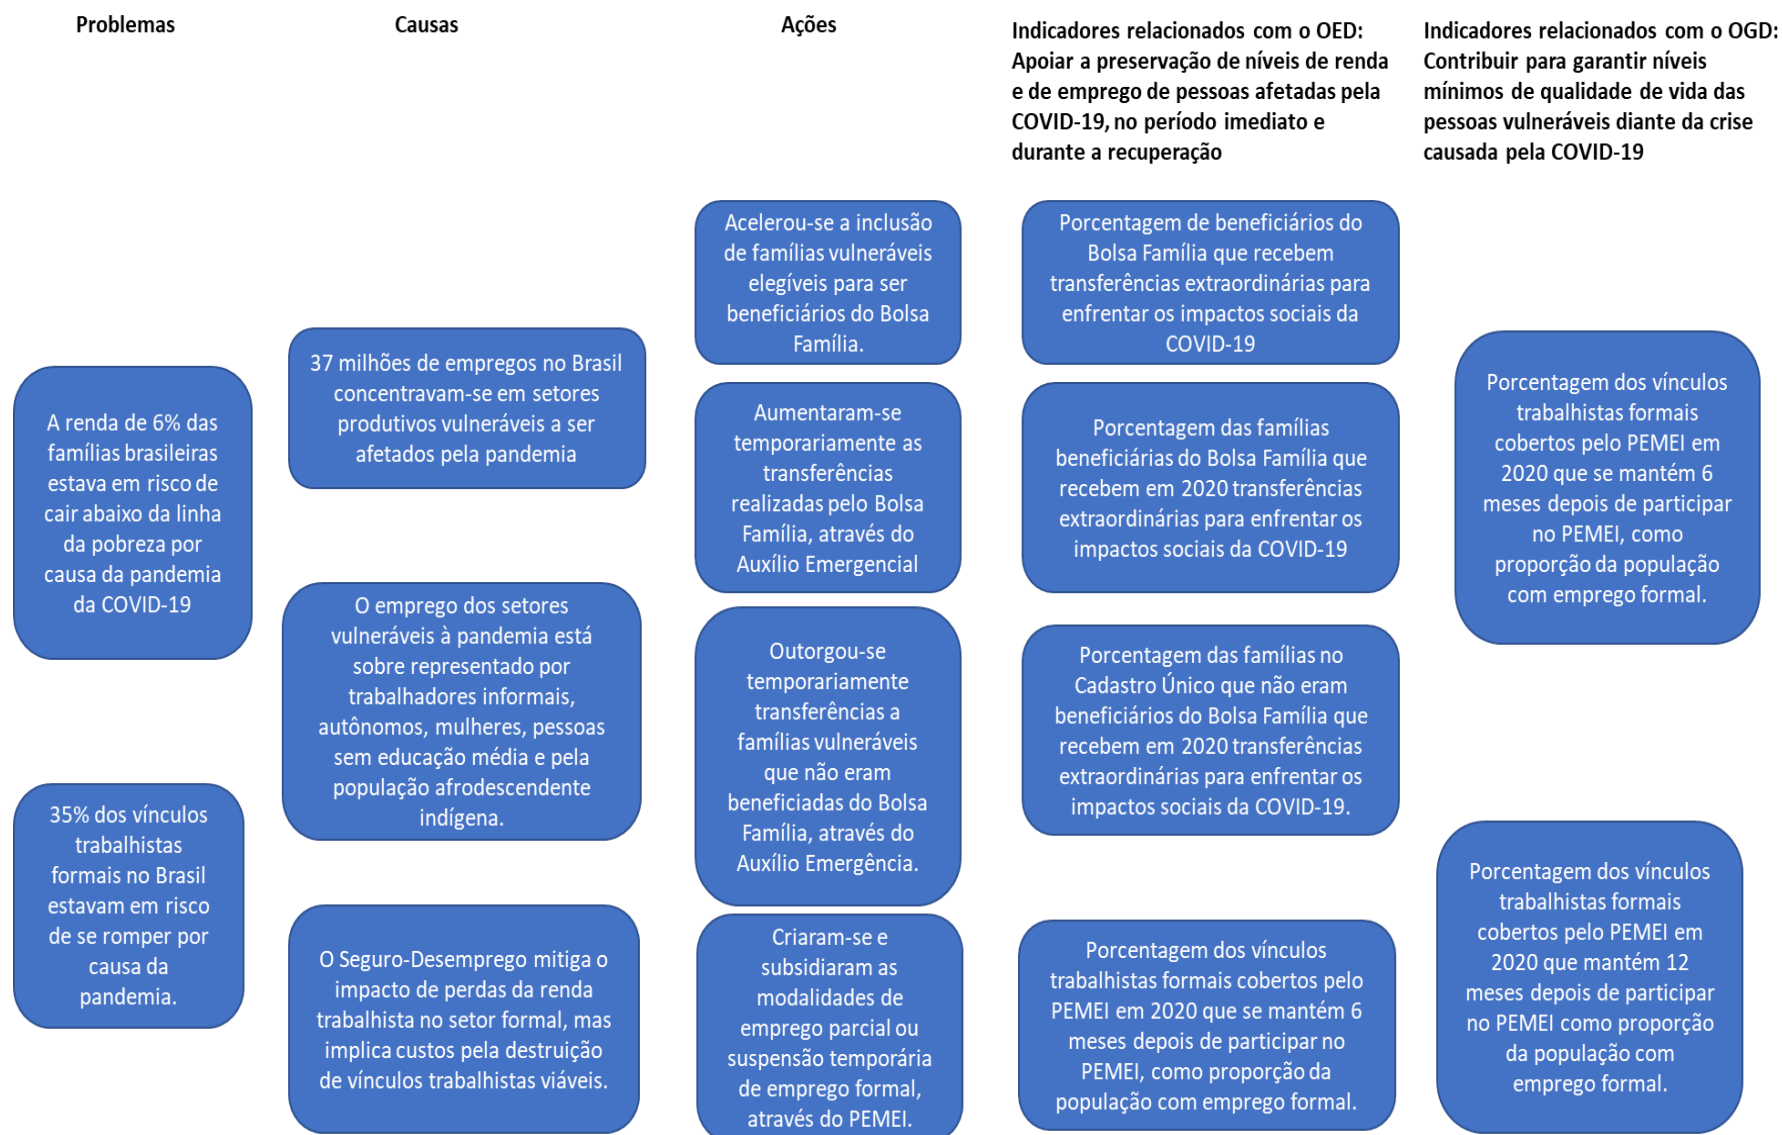 Problemas
Causas
Ações
Indicadores relacionados com o OED:
Apoiar a preservação de níveis de renda
e de emprego de pessoas afetadas pela
COVID-19, no período imediato e
durante a recuperação
Indicadores relacionados com o OGD:
Contribuir para garantir níveis
mínimos de qualidade de vida das
pessoas vulneráveis diante da crise
causada pela COVID-19
A renda de 6% das
famílias brasileiras
estava em risco de
cair abaixo da linha
da pobreza por
causa da pandemia
da COVID-19
35% dos vínculos
trabalhistas
formais no Brasil
estavam em risco
de se romper por
causa da
pandemia.
37 milhões de empregos no Brasil
concentravam-se em setores
produtivos vulneráveis a ser
afetados pela pandemia
O emprego dos setores
vulneráveis à pandemia está
sobre representado por
trabalhadores informais,
autônomos, mulheres, pessoas
sem educação média e pela
população afrodescendente
indígena.
O Seguro-Desemprego mitiga o
impacto de perdas da renda
trabalhista no setor formal, mas
implica custos pela destruição
de vínculos trabalhistas viáveis.
Acelerou-se a inclusão
de famílias vulneráveis
elegíveis para ser
beneficiários do Bolsa
Família.
Aumentaram-se
temporariamente as
transferências
realizadas pelo Bolsa
Família, através do
Auxílio Emergencial
Outorgou-se
temporariamente
transferências a
famílias vulneráveis
que não eram
beneficiadas do Bolsa
Família, através do
Auxílio Emergência.
Criaram-se e
subsidiaram as
modalidades de
emprego parcial ou
suspensão temporária
de emprego formal,
através do PEMEI.
Porcentagem de beneficiários do
Bolsa Família que recebem
transferências extraordinárias para
enfrentar os impactos sociais da
COVID-19
Porcentagem das famílias
beneficiárias do Bolsa Família que
recebem em 2020 transferências
extraordinárias para enfrentar os
impactos sociais da COVID-19
Porcentagem das famílias no
Cadastro Único que não eram
beneficiários do Bolsa Família que
recebem em 2020 transferências
extraordinárias para enfrentar os
impactos sociais da COVID-19.
Porcentagem dos vínculos
trabalhistas formais cobertos pelo
PEMEI em 2020 que se mantém 6
meses depois de participar no
PEMEI, como proporção da
população com emprego formal.
Porcentagem dos vínculos
trabalhistas formais
cobertos pelo PEMEI em
2020 que se mantém 6
meses depois de participar
no PEMEI, como
proporção da população
com emprego formal.
Porcentagem dos vínculos
trabalhistas formais
cobertos pelo PEMEI em
2020 que mantém 12
meses depois de participar
no PEMEI como proporção
da população com
emprego formal.